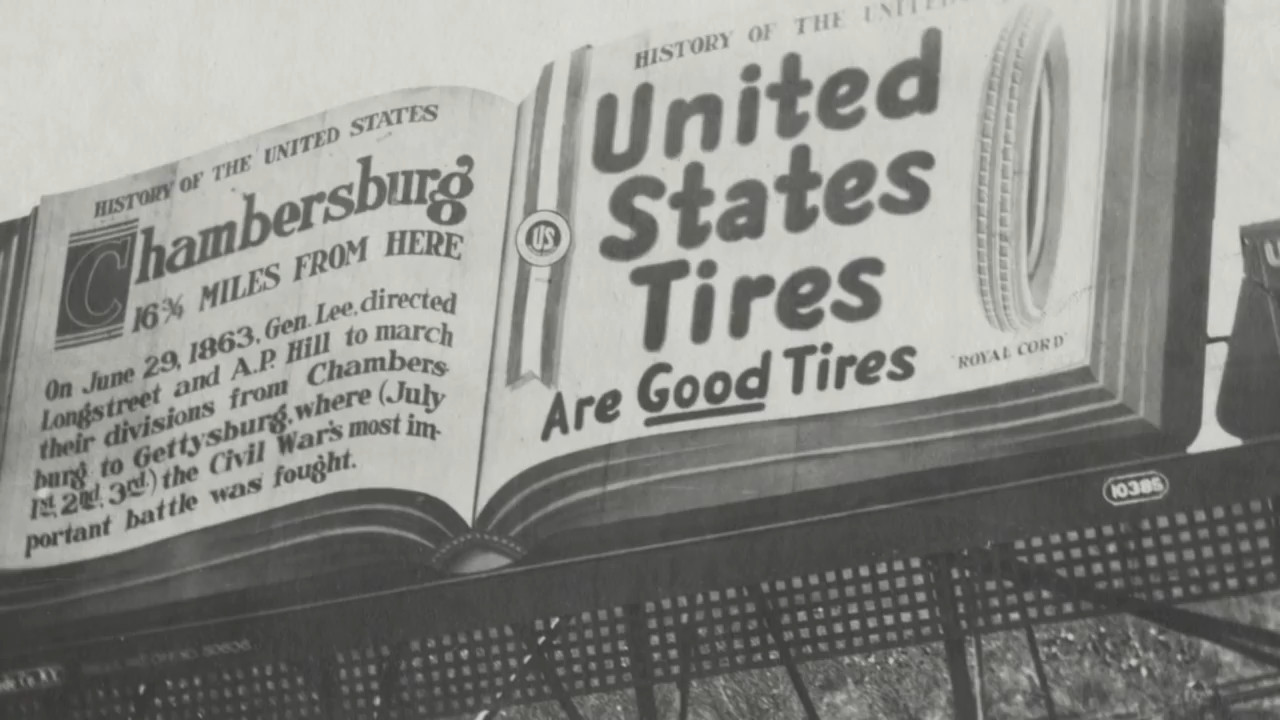 HISTORY OF THE UNITED STATES
Chambersburg
16¾ MILES FROM HERE
On June 29, 1863, Gen. Lee, directed
Longstreet and A.P. Hill to march
their divisions from Chambers-
burg to Gettysburg, where (July
1st, 2nd, 3rd.) the Civil War's most im-
portant battle was fought.
US
HISTORY OF THE UNITED
United
States
Tires
Are Good Tires
'ROYAL CORD'
10385
U